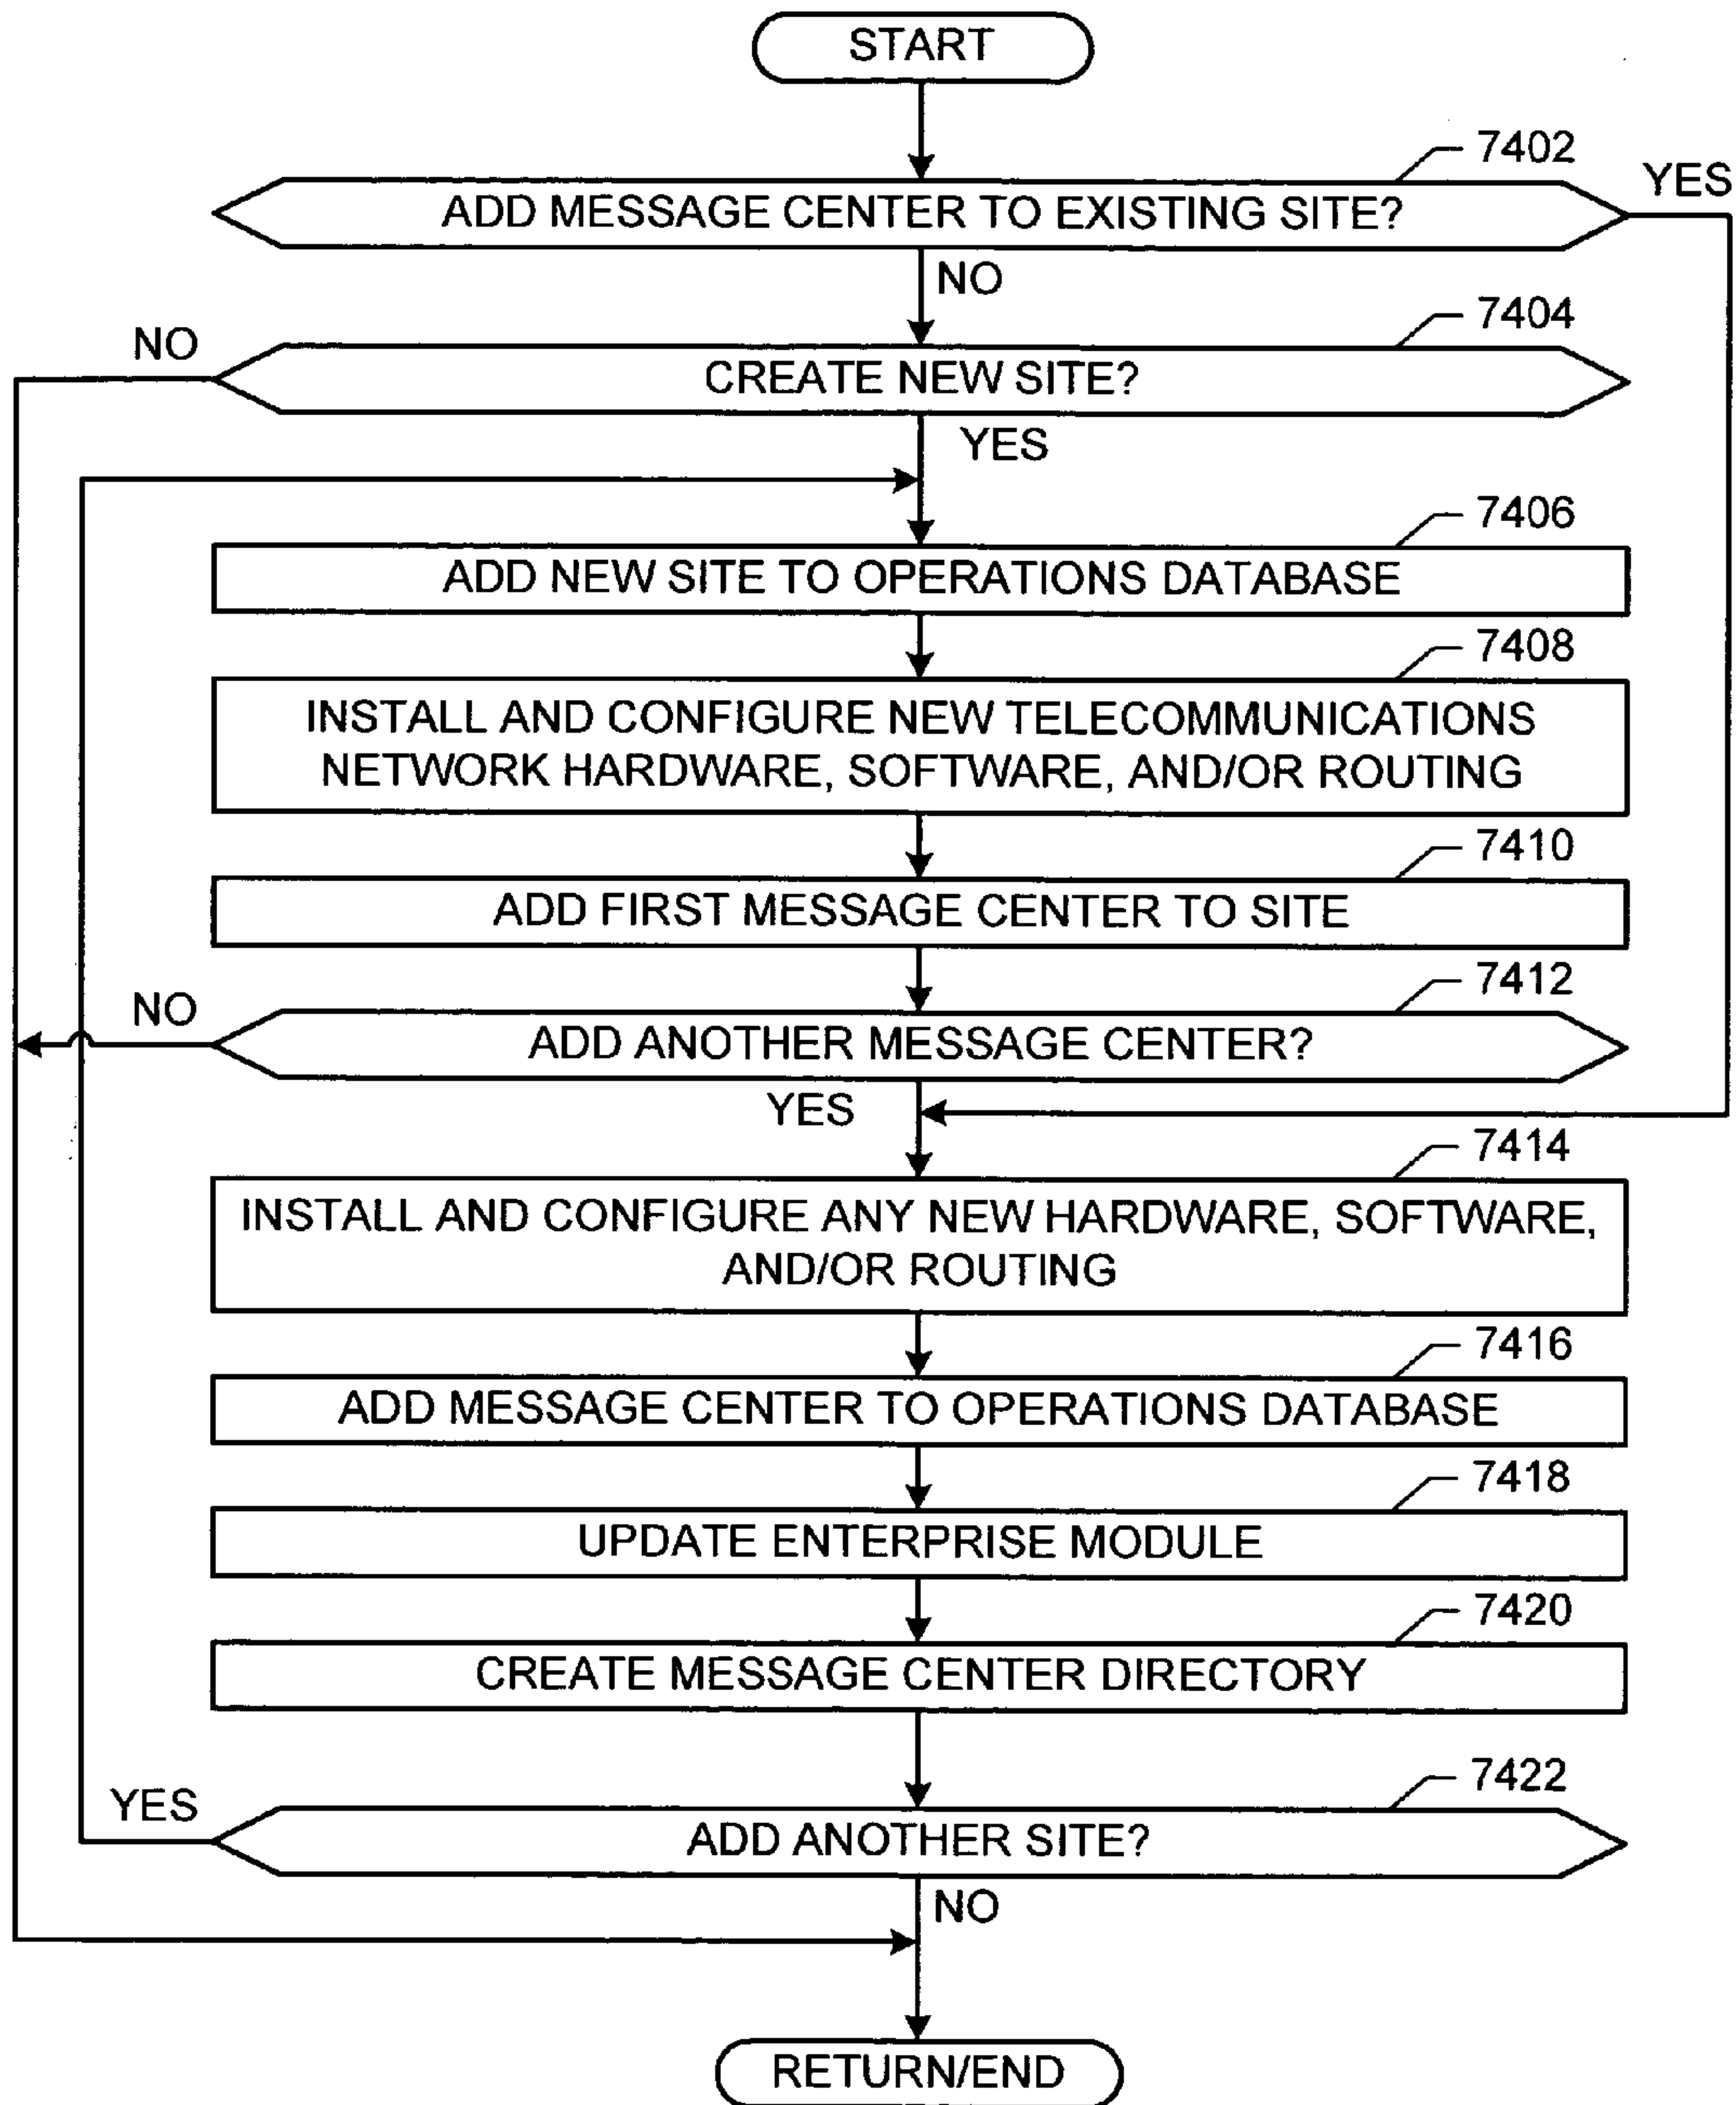 START
7402
YES
ADD MESSAGE CENTER TO EXISTING SITE?
NO
7404
NO
CREATE NEW SITE?
YES
7406
ADD NEW SITE TO OPERATIONS DATABASE
7408
INSTALL AND CONFIGURE NEW TELECOMMUNICATIONS
NETWORK HARDWARE, SOFTWARE, AND/OR ROUTING
7410
ADD FIRST MESSAGE CENTER TO SITE
7412
NO
ADD ANOTHER MESSAGE CENTER?
YES
7414
INSTALL AND CONFIGURE ANY NEW HARDWARE, SOFTWARE,
AND/OR ROUTING
7416
ADD MESSAGE CENTER TO OPERATIONS DATABASE
7418
UPDATE ENTERPRISE MODULE
7420
CREATE MESSAGE CENTER DIRECTORY
7422
YES
ADD ANOTHER SITE?
NO
RETURN/END